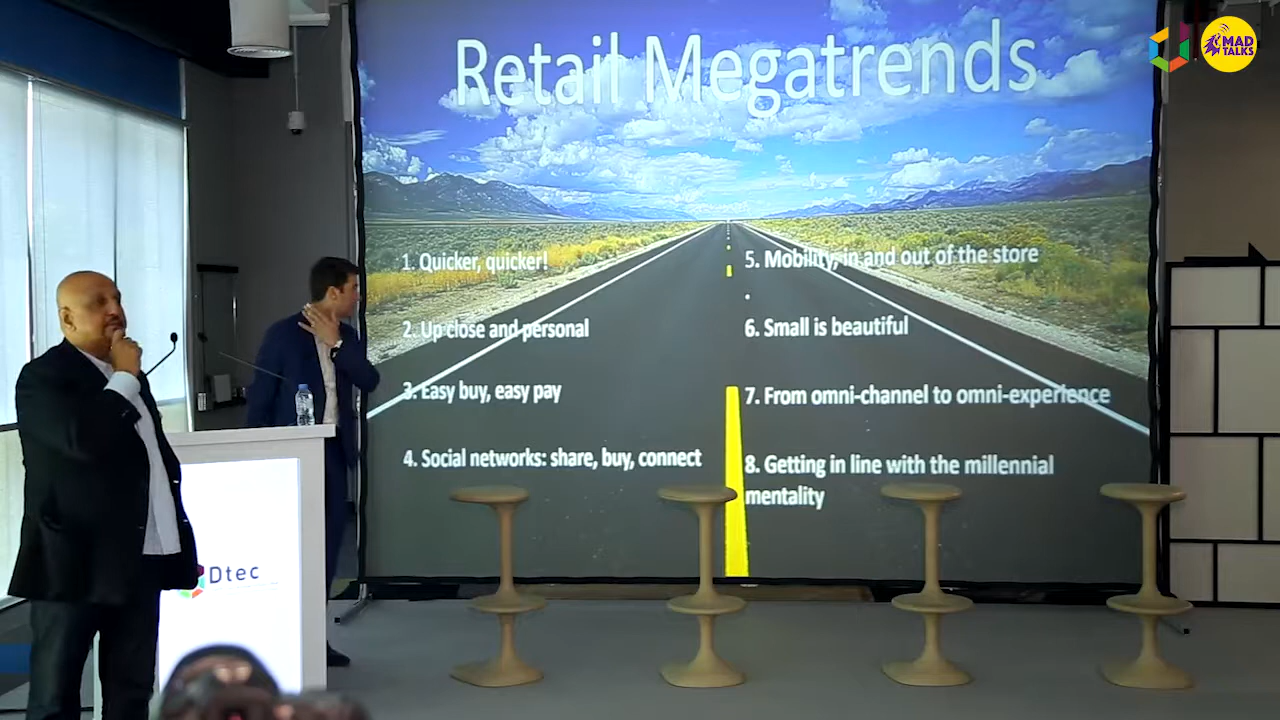 Retail Megatrends
MAD
TALKS
1. Quicker, quicker!
2. Up close and personal
3. Easy buy, easy pay
4. Social networks: share, buy, connect
5. Mobility, in and out of the store
6. Small is beautiful
7. From omni-channel to omni-experience
8. Getting in line with the millennial
mentality
Dtec